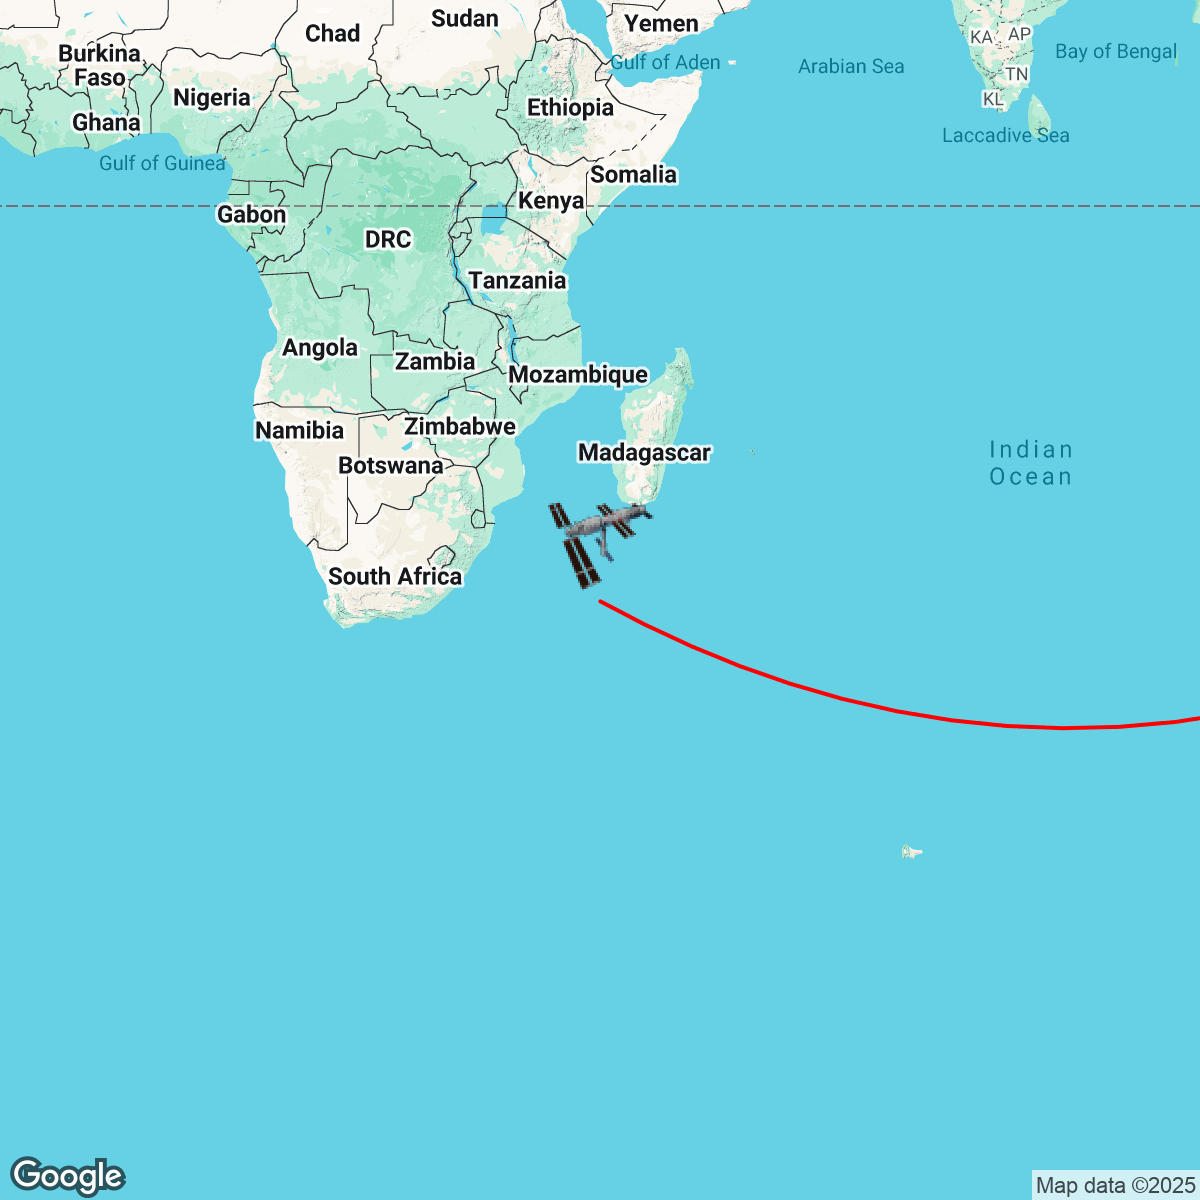 Sudan
Yemen
Chad
KA
AP
Bay of Bengal
Burkina
Faso
Gulf of Aden
Arabian Sea
TN
Nigeria
Ethiopia
KL
Ghana
Laccadive Sea
Gulf of Guinea
Somalia
Kenya
Gabon
DRC
Tanzania
Angola
Zambia
Mozambique
Namibia
Zimbabwe
Madagascar
Indian
Ocean
Botswana
South Africa
Google
Map data ©2025